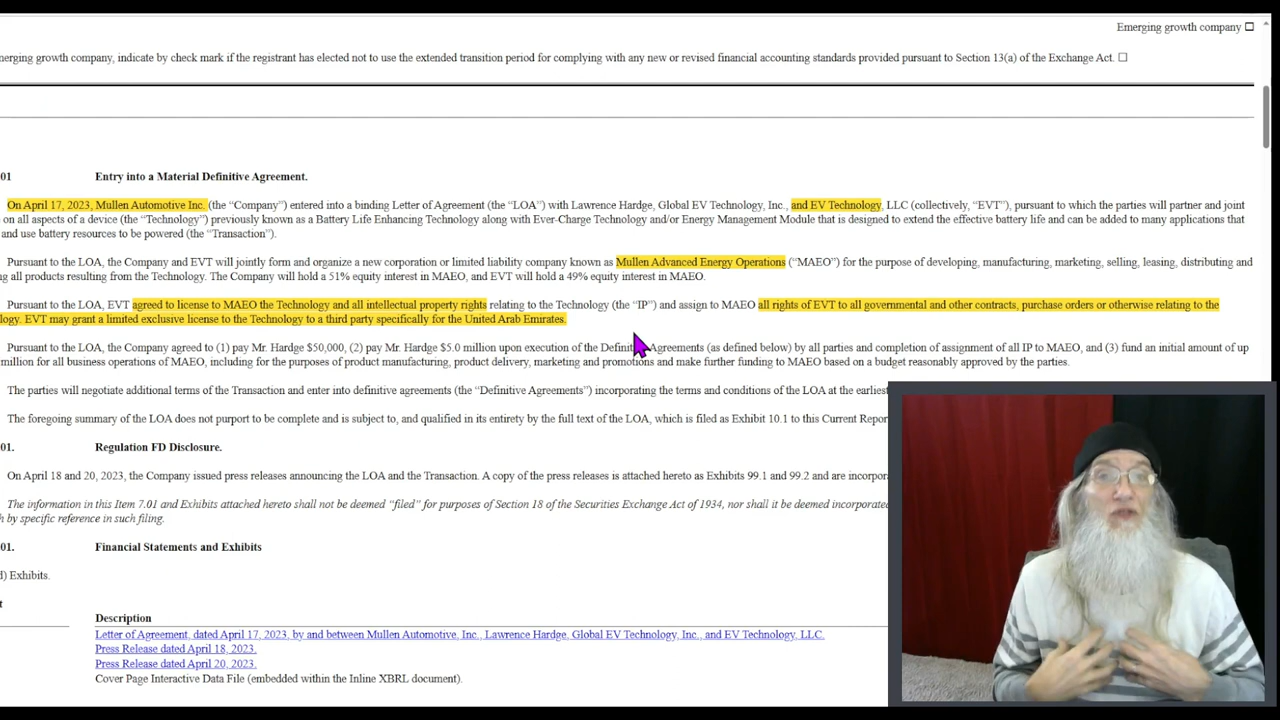 Emerging growth company ☐
emerging growth company, indicate by check mark if the registrant has elected not to use the extended transition period for complying with any new or revised financial accounting standards provided pursuant to Section 13(a) of the Exchange Act. ☐
01 Entry into a Material Definitive Agreement.
On April 17, 2023, Mullen Automotive Inc. (the “Company”) entered into a binding Letter of Agreement (the “LOA”) with Lawrence Hardge, Global EV Technology, Inc., and EV Technology, LLC (collectively, “EVT”), pursuant to which the parties will partner and joint
on all aspects of a device (the “Technology”) previously known as a Battery Life Enhancing Technology along with Ever-Charge Technology and/or Energy Management Module that is designed to extend the effective battery life and can be added to many applications that
and use battery resources to be powered (the “Transaction”).
Pursuant to the LOA, the Company and EVT will jointly form and organize a new corporation or limited liability company known as Mullen Advanced Energy Operations (“MAEO”) for the purpose of developing, manufacturing, marketing, selling, leasing, distributing and
all products resulting from the Technology. The Company will hold a 51% equity interest in MAEO, and EVT will hold a 49% equity interest in MAEO.
Pursuant to the LOA, EVT agreed to license to MAEO the Technology and all intellectual property rights relating to the Technology (the “IP”) and assign to MAEO all rights of EVT to all governmental and other contracts, purchase orders or otherwise relating to the
logy. EVT may grant a limited exclusive license to the Technology to a third party specifically for the United Arab Emirates.
Pursuant to the LOA, the Company agreed to (1) pay Mr. Hardge $50,000, (2) pay Mr. Hardge $5.0 million upon execution of the Definitive Agreements (as defined below) by all parties and completion of assignment of all IP to MAEO, and (3) fund an initial amount of up
million for all business operations of MAEO, including for the purposes of product manufacturing, product delivery, marketing and promotions and make further funding to MAEO based on a budget reasonably approved by the parties.
The parties will negotiate additional terms of the Transaction and enter into definitive agreements (the “Definitive Agreements”) incorporating the terms and conditions of the LOA at the earliest
The foregoing summary of the LOA does not purport to be complete and is subject to, and qualified in its entirety by the full text of the LOA, which is filed as Exhibit 10.1 to this Current Repor
01. Regulation FD Disclosure.
On April 18 and 20, 2023, the Company issued press releases announcing the LOA and the Transaction. A copy of the press releases is attached hereto as Exhibits 99.1 and 99.2 and are incorpora
The information in this Item 7.01 and Exhibits attached hereto shall not be deemed “filed” for purposes of Section 18 of the Securities Exchange Act of 1934, nor shall it be deemed incorporated
by specific reference in such filing.
01. Financial Statements and Exhibits
) Exhibits.
Description
Letter of Agreement, dated April 17, 2023, by and between Mullen Automotive, Inc., Lawrence Hardge, Global EV Technology, Inc., and EV Technology, LLC.
Press Release dated April 18, 2023.
Press Release dated April 20, 2023.
Cover Page Interactive Data File (embedded within the Inline XBRL document).